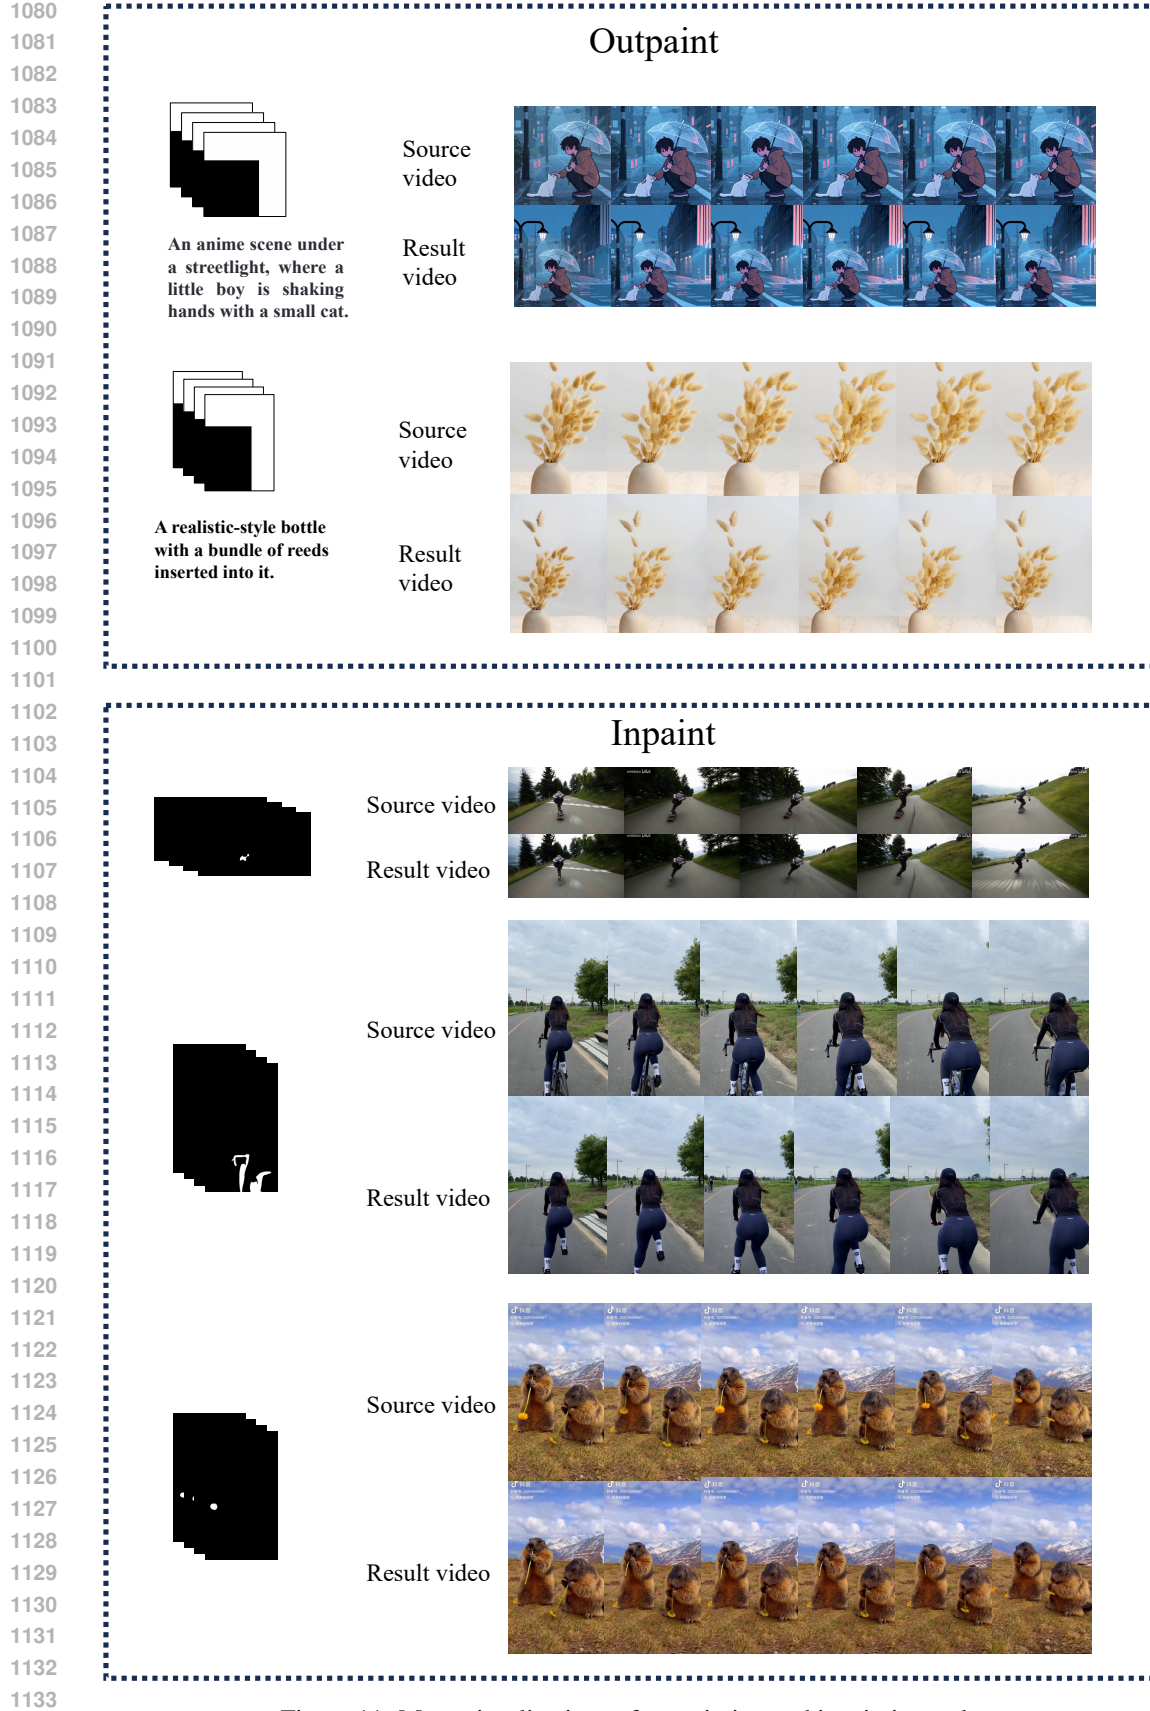 1080
1081
1082
1083
1084
1085
1086
1087
1088
1089
1090
1091
1092
1093
1094
1095
1096
1097
1098
1099
1100
1101
1102
1103
1104
1105
1106
1107
1108
1109
1110
1111
1112
1113
1114
1115
1116
1117
1118
1119
1120
1121
1122
1123
1124
1125
1126
1127
1128
1129
1130
1131
1132
1133
Outpaint
Source
video
Result
video
An anime scene under
a streetlight, where a
little boy is shaking
hands with a small cat.
Source
video
Result
video
A realistic-style bottle
with a bundle of reeds
inserted into it.
Inpaint
Source video
Result video
Source video
Result video
Source video
抖音
Result video
抖音